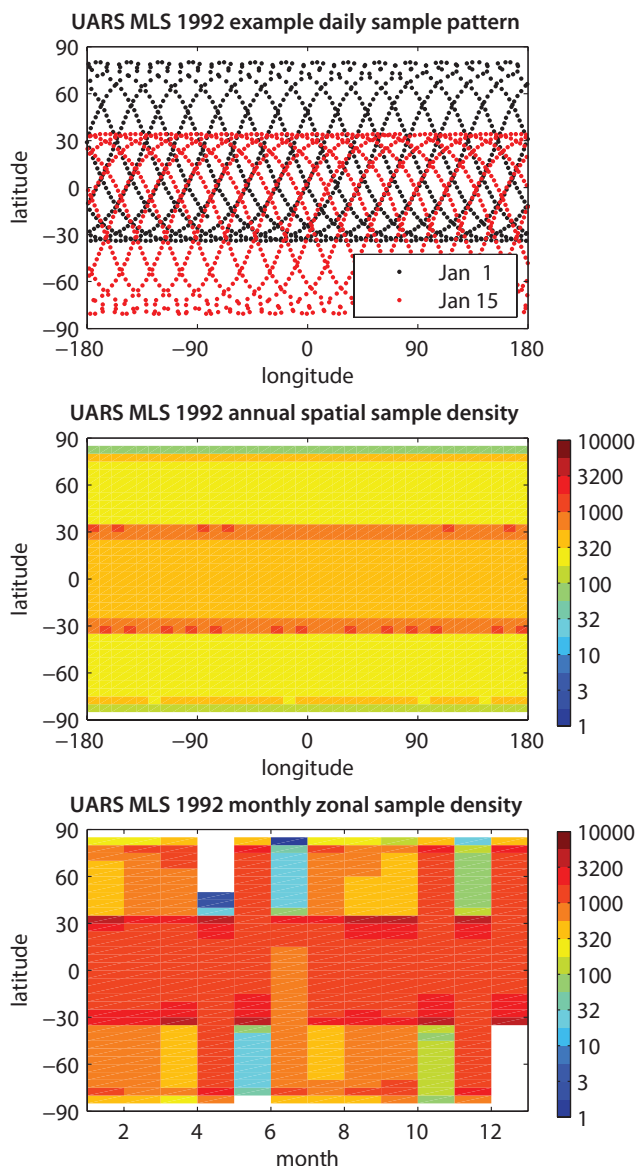 UARS MLS 1992 example daily sample pattern
90
60
30
0
−30
−60
−90
latitude
Jan 1
Jan 15
−180 −90 0 90 180
longitude
UARS MLS 1992 annual spatial sample density
90
60
30
0
−30
−60
−90
latitude
−180 −90 0 90 180
longitude
10000
3200
1000
320
100
32
10
3
1
UARS MLS 1992 monthly zonal sample density
90
60
30
0
−30
−60
−90
latitude
2 4 6 8 10 12
month
10000
3200
1000
320
100
32
10
3
1